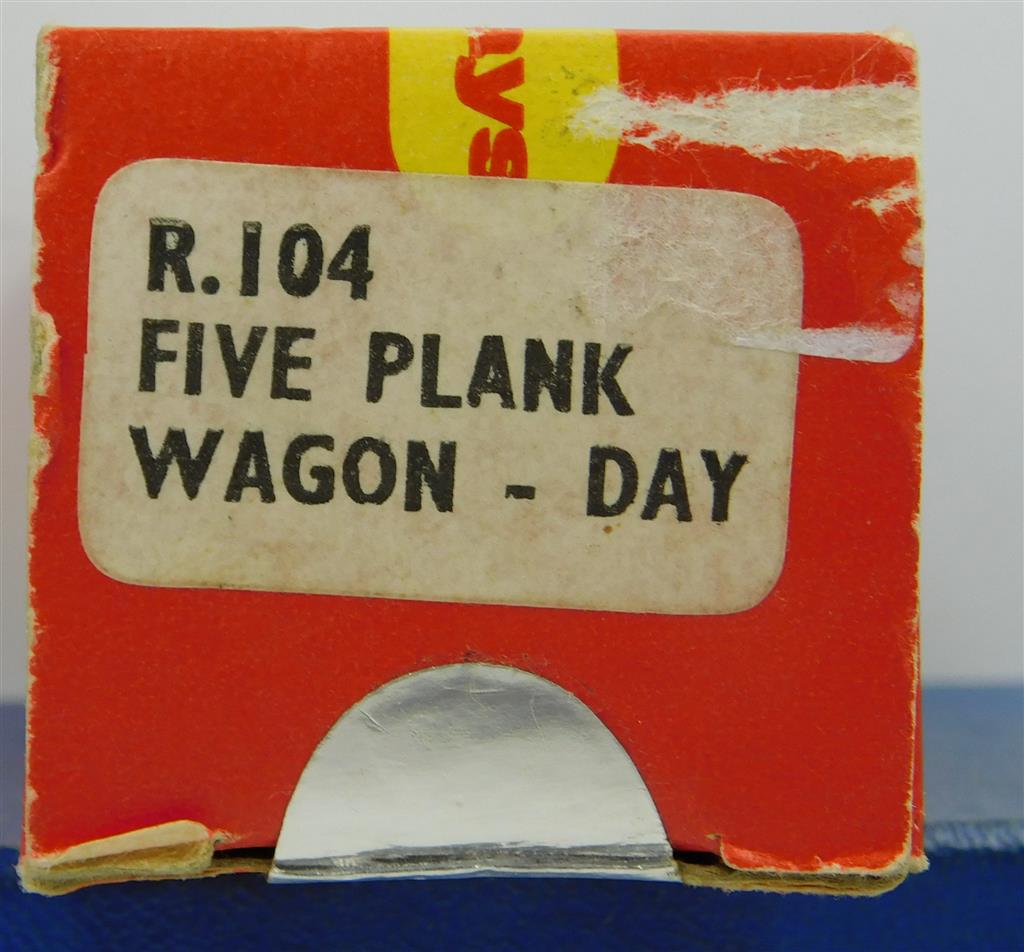 R.104
FIVE PLANK
WAGON - DAY